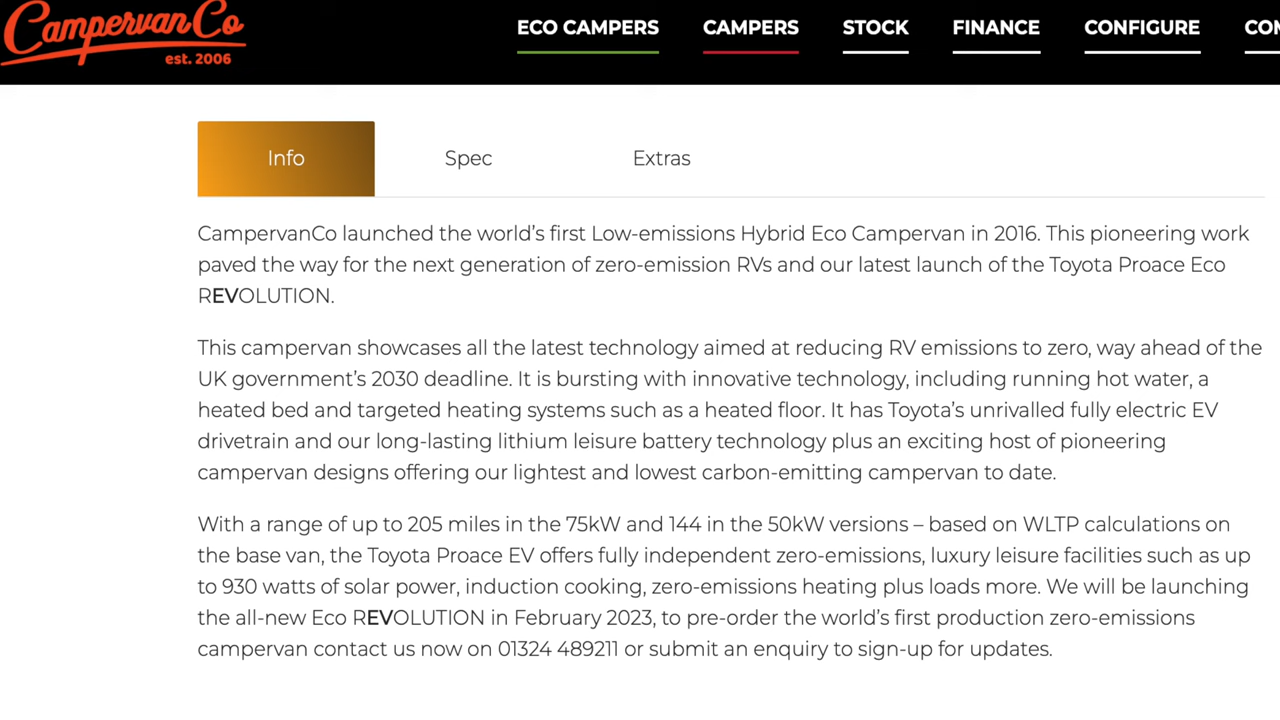 CampervanCo
est. 2006
ECO CAMPERS
CAMPERS
STOCK
FINANCE
CONFIGURE
Info
Spec
Extras
CampervanCo launched the world’s first Low-emissions Hybrid Eco Campervan in 2016. This pioneering work
paved the way for the next generation of zero-emission RVs and our latest launch of the Toyota Proace Eco
REVOLUTION.
This campervan showcases all the latest technology aimed at reducing RV emissions to zero, way ahead of the
UK government’s 2030 deadline. It is bursting with innovative technology, including running hot water, a
heated bed and targeted heating systems such as a heated floor. It has Toyota’s unrivalled fully electric EV
drivetrain and our long-lasting lithium leisure battery technology plus an exciting host of pioneering
campervan designs offering our lightest and lowest carbon-emitting campervan to date.
With a range of up to 205 miles in the 75kW and 144 in the 50kW versions – based on WLTP calculations on
the base van, the Toyota Proace EV offers fully independent zero-emissions, luxury leisure facilities such as up
to 930 watts of solar power, induction cooking, zero-emissions heating plus loads more. We will be launching
the all-new Eco REVOLUTION in February 2023, to pre-order the world’s first production zero-emissions
campervan contact us now on 01324 489211 or submit an enquiry to sign-up for updates.